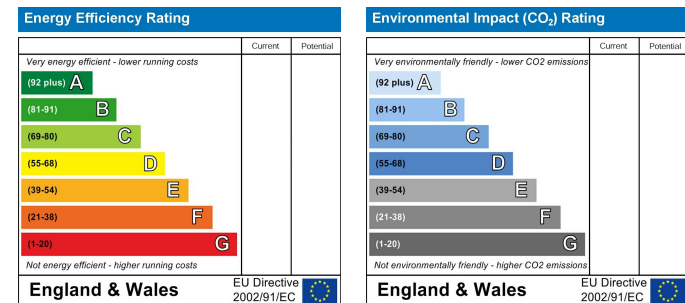 Energy Efficiency Rating
Current Potential
Very energy efficient - lower running costs
(92 plus) A
(81-91) B
(69-80) C
(55-68) D
(39-54) E
(21-38) F
(1-20) G
Not energy efficient - higher running costs
England & Wales
EU Directive
2002/91/EC
Environmental Impact (CO₂) Rating
Current Potential
Very environmentally friendly - lower CO2 emissions
(92 plus) A
(81-91) B
(69-80) C
(55-68) D
(39-54) E
(21-38) F
(1-20) G
Not environmentally friendly - higher CO2 emissions
England & Wales
EU Directive
2002/91/EC